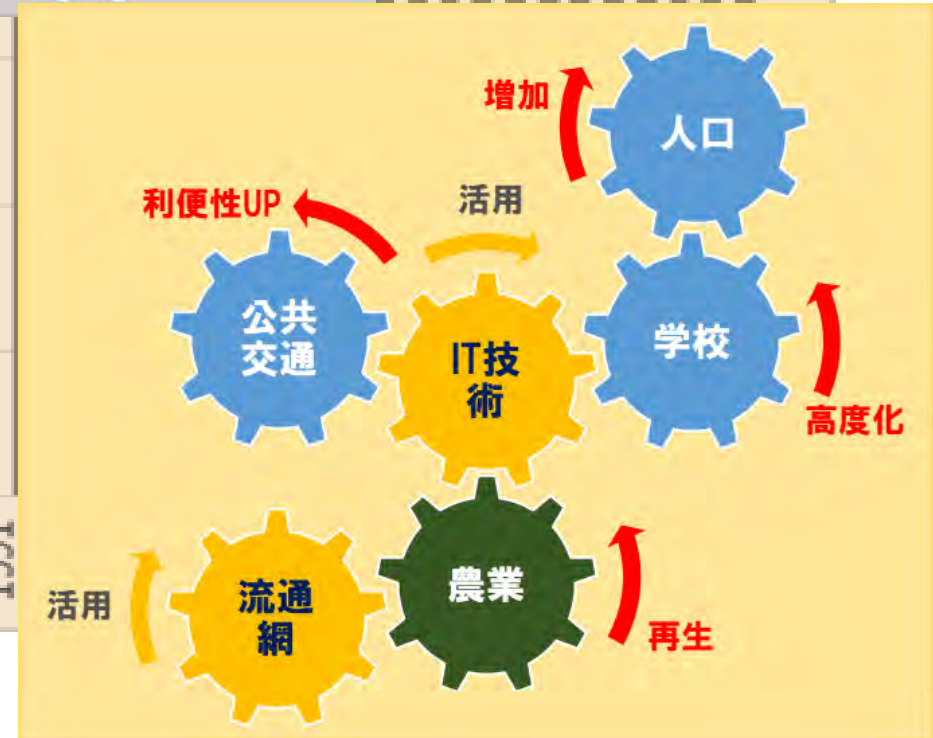 増加
人口
利便性UP
活用
公共
交通
IT技
術
学校
高度化
農業
再生
活用
流通
網